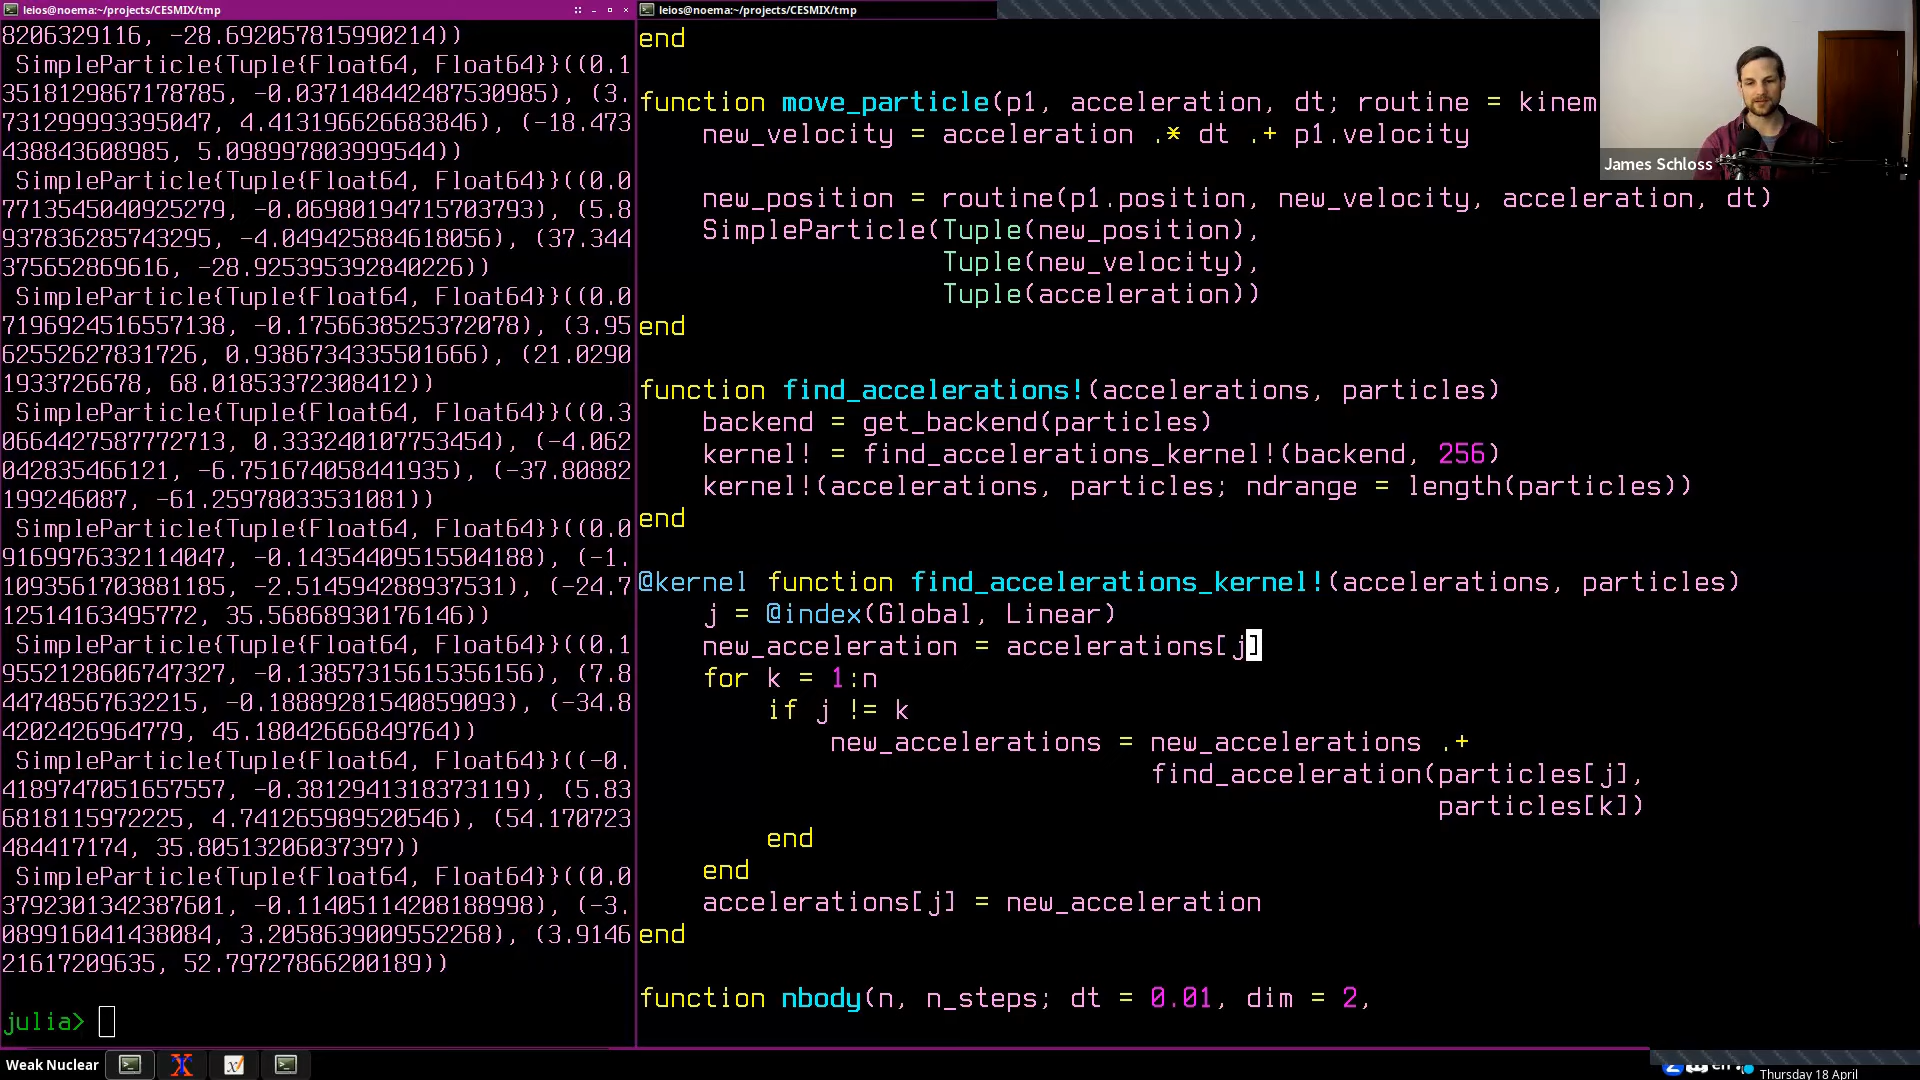 leios@noema:~/projects/CESMIX/tmp
8206329116, -28.692057815990214))
SimpleParticle{Tuple{Float64, Float64}}((0.1
35181298671787​85, -0.037148442487530985), (3.
731299993395047, 4.413196626683846), (-18.473
438843608985, 5.0989978039995​44))
SimpleParticle{Tuple{Float64, Float64}}((0.0
7713545040925279, -0.06980194715703793), (5.8
937836285743295, -4.049425884618056), (37.344
375652869616, -28.925395392840226))
SimpleParticle{Tuple{Float64, Float64}}((0.0
71969245165571​38, -0.1756638525372078), (3.95
62552627831726, 0.9386734335501666), (21.0290
1933726678, 68.01853372308412))
SimpleParticle{Tuple{Float64, Float64}}((0.3
0664427587772713, 0.333240107753454), (-4.062
042835466121, -6.751674058441935), (-37.80882
199246087, -61.25978033531081))
SimpleParticle{Tuple{Float64, Float64}}((0.0
9169976332114047, -0.14354409515504188), (-1.
1093561703881185, -2.514594288937531), (-24.7
12514163495772, 35.56868930176146))
SimpleParticle{Tuple{Float64, Float64}}((0.1
9552128606747327, -0.13857315615356156), (7.8
44748567632215, -0.18889281540859093), (-34.8
4202426964779, 45.18042666849764))
SimpleParticle{Tuple{Float64, Float64}}((-0.
4189747051657557, -0.3812941318373119), (5.83
6818115972225, 4.741265989520546), (54.170723
484417174, 35.80513206037397))
SimpleParticle{Tuple{Float64, Float64}}((0.0
3792301342387601, -0.11405114208188998), (-3.
0899160414380​84, 3.2058639009552268), (3.9146
21617209635, 52.79727866200189))
julia>
leios@noema:~/projects/CESMIX/tmp
end
function move_particle(p1, acceleration, dt; routine = kinem
new_velocity = acceleration .* dt .+ p1.velocity
new_position = routine(p1.position, new_velocity, acceleration, dt)
SimpleParticle(Tuple(new_position),
Tuple(new_velocity),
Tuple(acceleration))
end
function find_accelerations!(accelerations, particles)
backend = get_backend(particles)
kernel! = find_accelerations_kernel!(backend, 256)
kernel!(accelerations, particles; ndrange = length(particles))
end
@kernel function find_accelerations_kernel!(accelerations, particles)
j = @index(Global, Linear)
new_acceleration = accelerations[j]
for k = 1:n
if j != k
new_accelerations = new_accelerations .+
find_acceleration(particles[j],
particles[k])
end
end
accelerations[j] = new_acceleration
end
function nbody(n, n_steps; dt = 0.01, dim = 2,
James Schloss
Weak Nuclear
en
Thursday 18 April